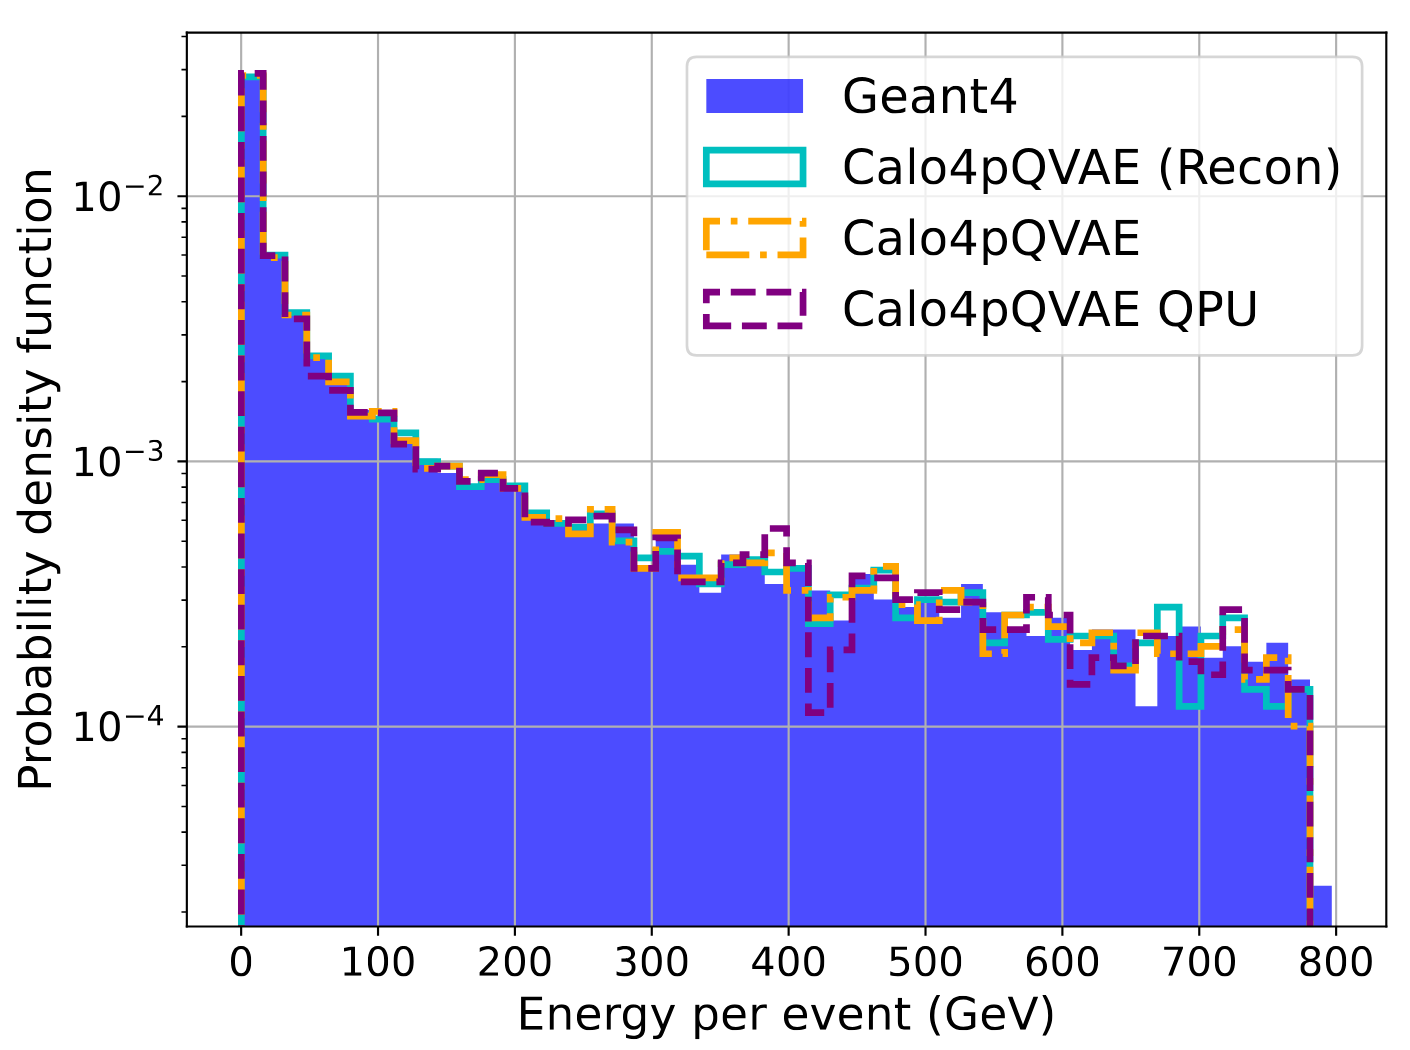 Geant4
Calo4pQVAE (Recon)
Calo4pQVAE
Calo4pQVAE QPU
Probability density function
10⁻²
10⁻³
10⁻⁴
0 100 200 300 400 500 600 700 800
Energy per event (GeV)